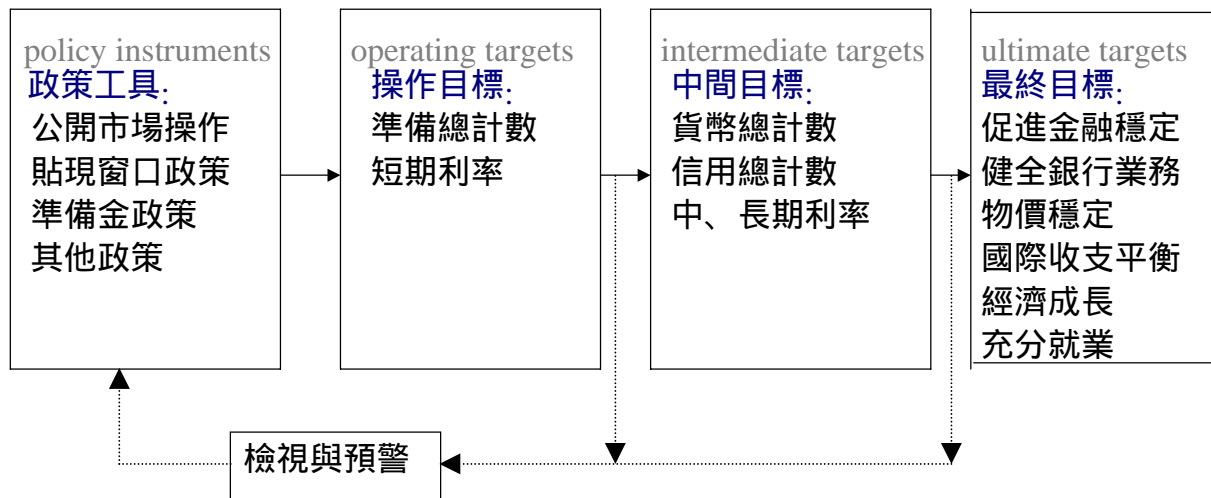 policy instruments
政策工具:
公開市場操作
貼現窗口政策
準備金政策
其他政策
operating targets
操作目標:
準備總計數
短期利率
intermediate targets
中間目標:
貨幣總計數
信用總計數
中、長期利率
ultimate targets
最終目標:
促進金融穩定
健全銀行業務
物價穩定
國際收支平衡
經濟成長
充分就業
檢視與預警